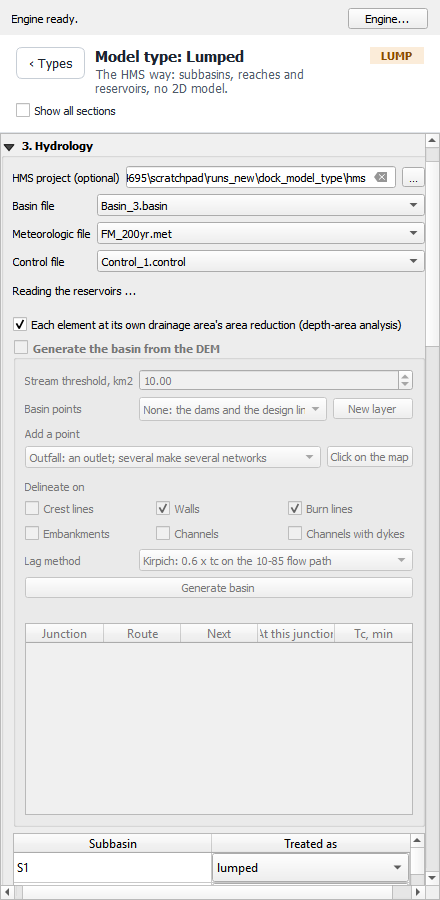 Engine ready.
Engine...
‹ Types
Model type: Lumped
LUMP
The HMS way: subbasins, reaches and
reservoirs, no 2D model.
Show all sections
3. Hydrology
HMS project (optional)
695\scratchpad\runs_new\dock_model_type\hms
...
Basin file
Basin_3.basin
Meteorologic file
FM_200yr.met
Control file
Control_1.control
Reading the reservoirs ...
Each element at its own drainage area's area reduction (depth-area analysis)
Generate the basin from the DEM
Stream threshold, km2
10.00
Basin points
None: the dams and the design lin
New layer
Add a point
Outfall: an outlet; several make several networks
Click on the map
Delineate on
Crest lines
Walls
Burn lines
Embankments
Channels
Channels with dykes
Lag method
Kirpich: 0.6 x tc on the 10-85 flow path
Generate basin
Junction
Route
Next
At this junction
Tc, min
Subbasin
Treated as
S1
lumped